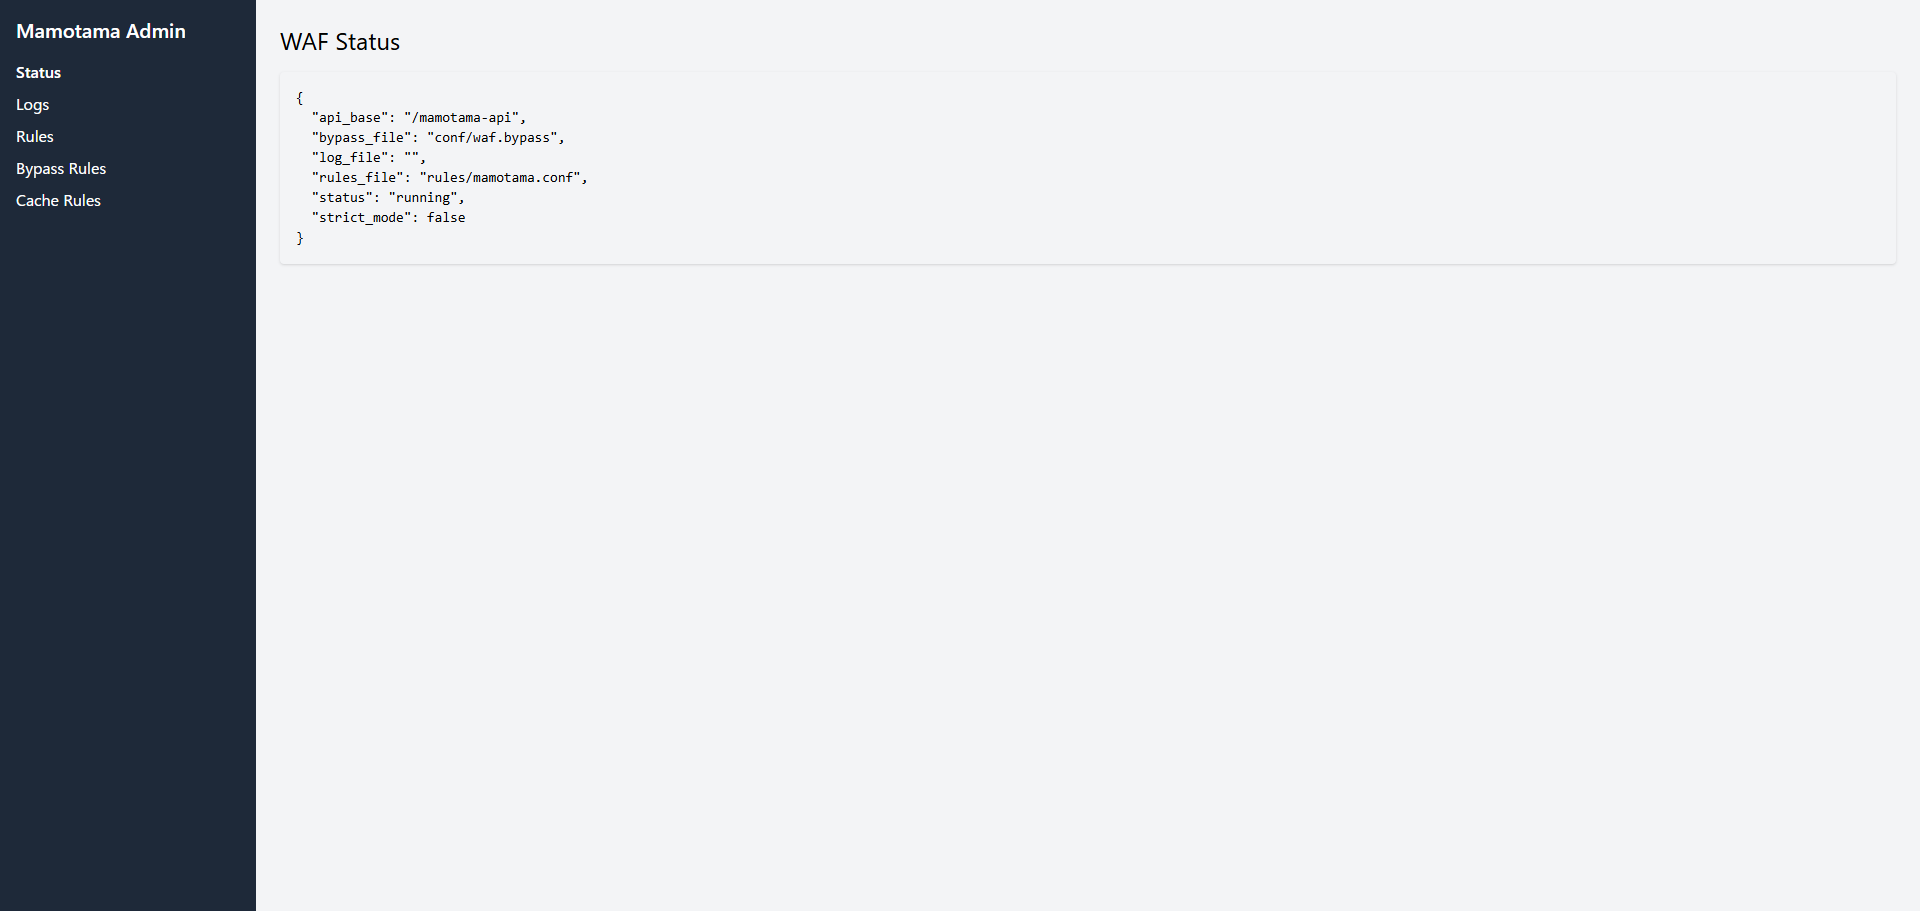 Mamotama Admin
Status
Logs
Rules
Bypass Rules
Cache Rules
WAF Status
{
  "api_base": "/mamotama-api",
  "bypass_file": "conf/waf.bypass",
  "log_file": "",
  "rules_file": "rules/mamotama.conf",
  "status": "running",
  "strict_mode": false
}